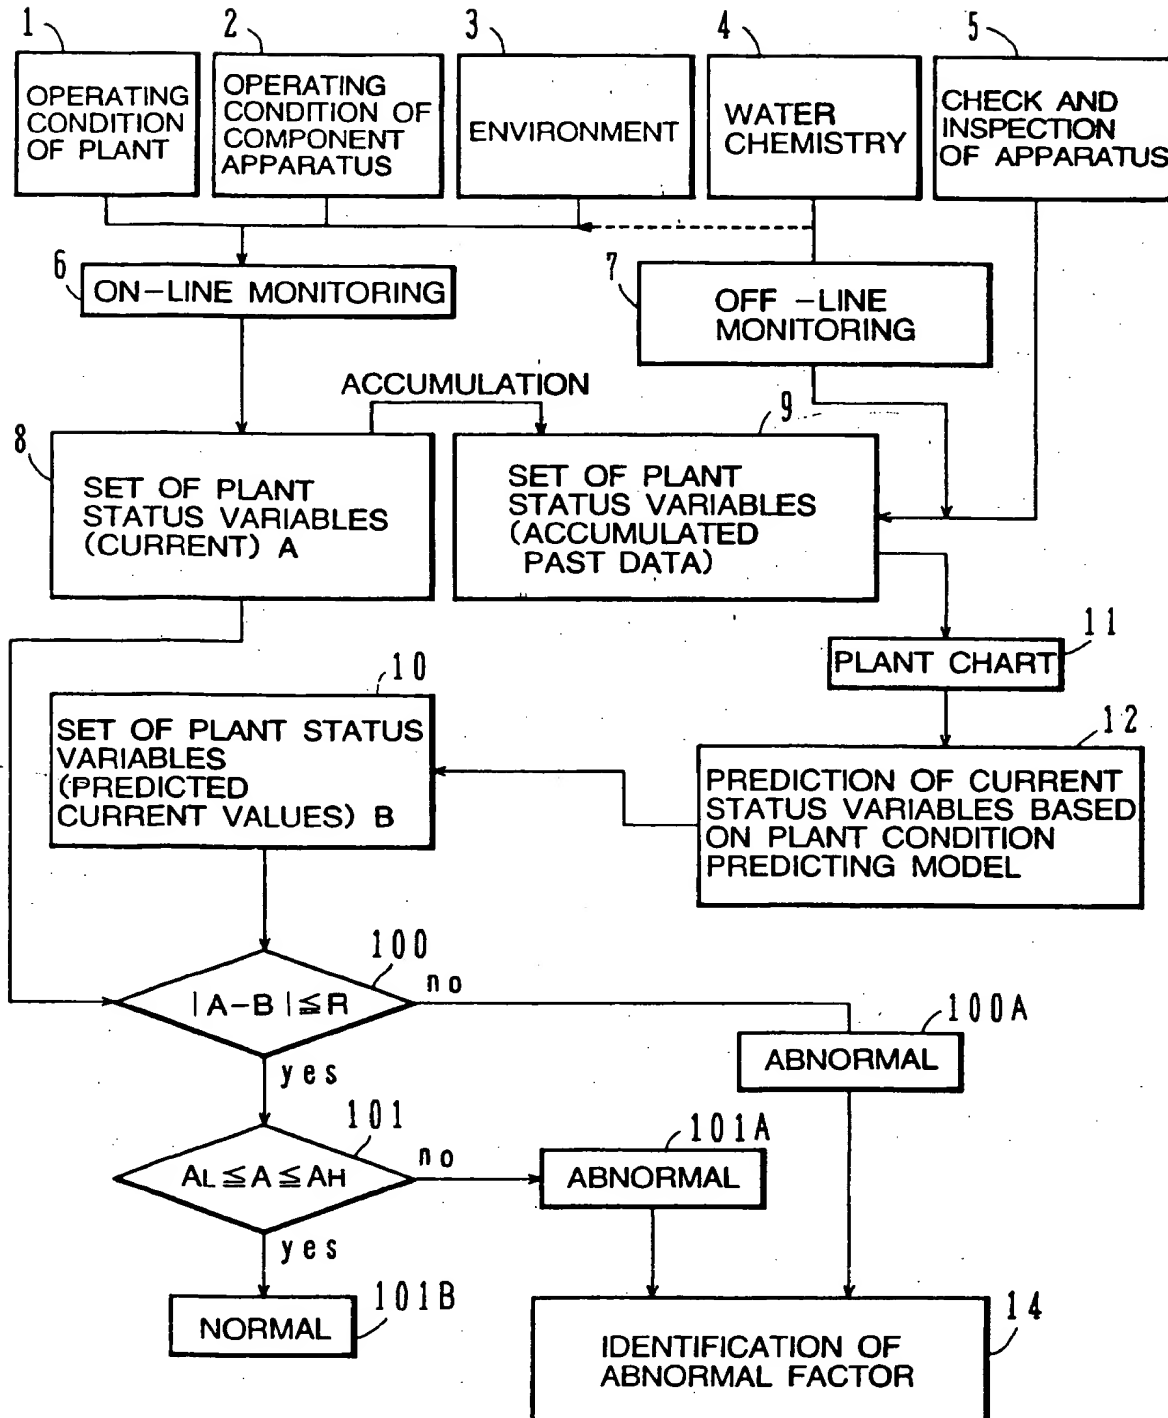 1
2
3
4
5
OPERATING
CONDITION
OF PLANT
OPERATING
CONDITION OF
COMPONENT
APPARATUS
ENVIRONMENT
WATER
CHEMISTRY
CHECK AND
INSPECTION
OF APPARATUS
6
ON-LINE MONITORING
7
OFF -LINE
MONITORING
ACCUMULATION
8
SET OF PLANT
STATUS VARIABLES
(CURRENT) A
9
SET OF PLANT
STATUS VARIABLES
(ACCUMULATED
PAST DATA)
11
PLANT CHART
10
SET OF PLANT STATUS
VARIABLES
(PREDICTED
CURRENT VALUES) B
12
PREDICTION OF CURRENT
STATUS VARIABLES BASED
ON PLANT CONDITION
PREDICTING MODEL
100
|A-B|≦R
no
yes
100A
ABNORMAL
101
AL≦A≦AH
no
yes
101A
ABNORMAL
101B
NORMAL
14
IDENTIFICATION OF
ABNORMAL FACTOR